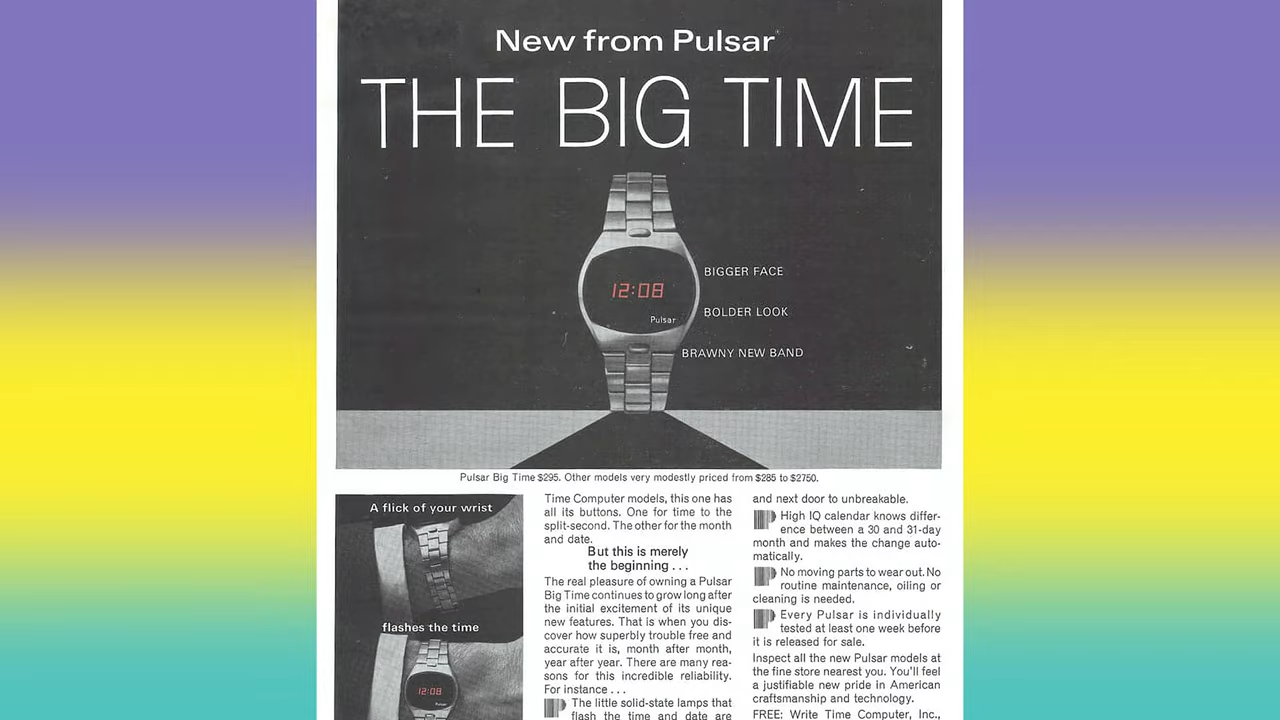 New from Pulsar
THE BIG TIME
BIGGER FACE
12:08
BOLDER LOOK
Pulsar
BRAWNY NEW BAND
Pulsar Big Time $295. Other models very modestly priced from $285 to $2750.
A flick of your wrist
flashes the time
12:08
Pulsar
Time Computer models, this one has
all its buttons. One for time to the
split-second. The other for the month
and date.
But this is merely
the beginning . . .
The real pleasure of owning a Pulsar
Big Time continues to grow long after
the initial excitement of its unique
new features. That is when you dis-
cover how superbly trouble free and
accurate it is, month after month,
year after year. There are many rea-
sons for this incredible reliability.
For instance . . .
The little solid-state lamps that
flash the time and date are
and next door to unbreakable.
High IQ calendar knows differ-
ence between a 30 and 31-day
month and makes the change auto-
matically.
No moving parts to wear out. No
routine maintenance, oiling or
cleaning is needed.
Every Pulsar is individually
tested at least one week before
it is released for sale.
Inspect all the new Pulsar models at
the fine store nearest you. You'll feel
a justifiable new pride in American
craftsmanship and technology.
FREE: Write Time Computer, Inc.,